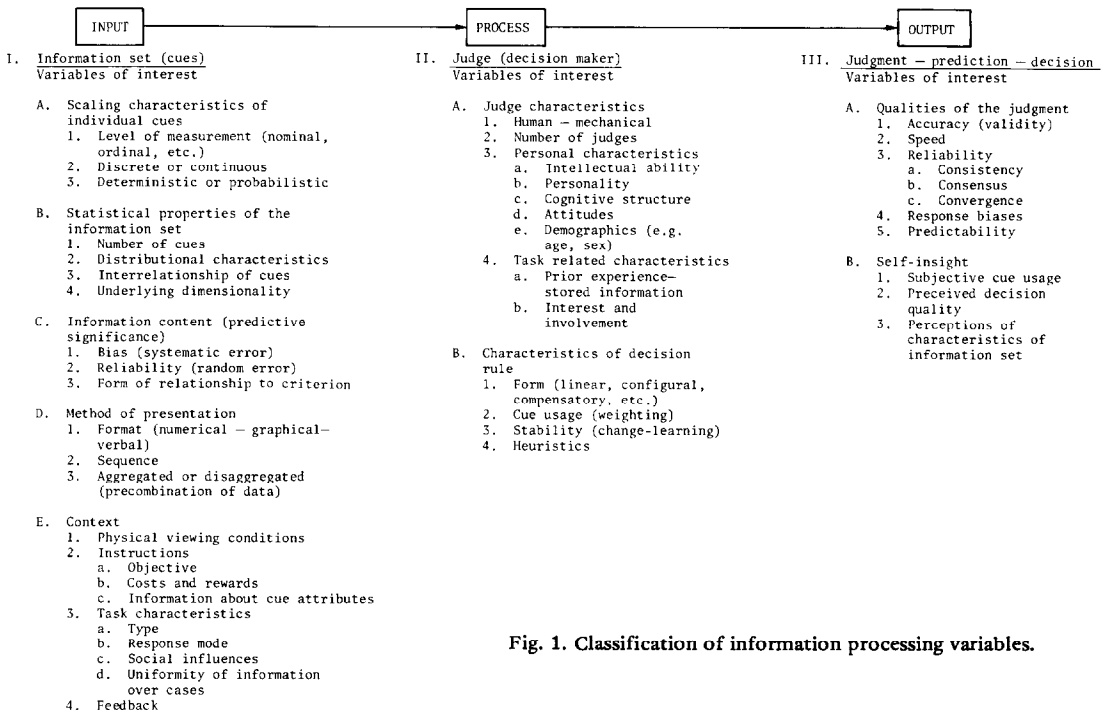 INPUT
PROCESS
OUTPUT
I. Information set (cues)
Variables of interest
A. Scaling characteristics of
individual cues
1. Level of measurement (nominal,
ordinal, etc.)
2. Discrete or continuous
3. Deterministic or probabilistic
B. Statistical properties of the
information set
1. Number of cues
2. Distributional characteristics
3. Interrelationship of cues
4. Underlying dimensionality
C. Information content (predictive
significance)
1. Bias (systematic error)
2. Reliability (random error)
3. Form of relationship to criterion
D. Method of presentation
1. Format (numerical — graphical—
verbal)
2. Sequence
3. Aggregated or disaggregated
(precombination of data)
E. Context
1. Physical viewing conditions
2. Instructions
a. Objective
b. Costs and rewards
c. Information about cue attributes
3. Task characteristics
a. Type
b. Response mode
c. Social influences
d. Uniformity of information
over cases
4. Feedback
II. Judge (decision maker)
Variables of interest
A. Judge characteristics
1. Human — mechanical
2. Number of judges
3. Personal characteristics
a. Intellectual ability
b. Personality
c. Cognitive structure
d. Attitudes
e. Demographics (e.g.
age, sex)
4. Task related characteristics
a. Prior experience—
stored information
b. Interest and
involvement
B. Characteristics of decision
rule
1. Form (linear, configural,
compensatory, etc.)
2. Cue usage (weighting)
3. Stability (change-learning)
4. Heuristics
III. Judgment — prediction — decision
Variables of interest
A. Qualities of the judgment
1. Accuracy (validity)
2. Speed
3. Reliability
a. Consistency
b. Consensus
c. Convergence
4. Response biases
5. Predictability
B. Self-insight
1. Subjective cue usage
2. Preceived decision
quality
3. Perceptions of
characteristics of
information set
Fig. 1. Classification of information processing variables.